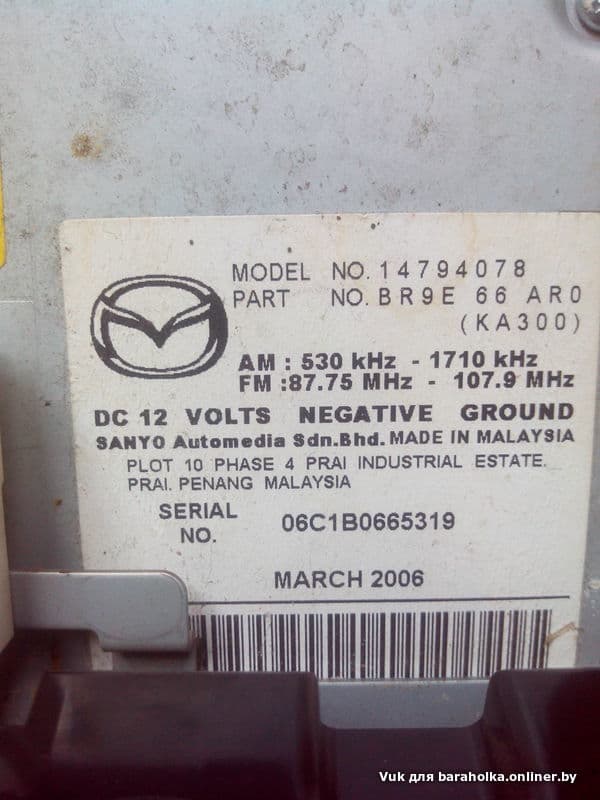 MODEL NO. 14794078
PART NO. BR9E 66 AR0
(KA300)
AM : 530 kHz - 1710 kHz
FM :87.75 MHz - 107.9 MHz
DC 12 VOLTS NEGATIVE GROUND
SANYO Automedia Sdn.Bhd. MADE IN MALAYSIA
PLOT 10 PHASE 4 PRAI INDUSTRIAL ESTATE.
PRAI. PENANG MALAYSIA
SERIAL NO. 06C1B0665319
MARCH 2006
Vuk для baraholka.onliner.by